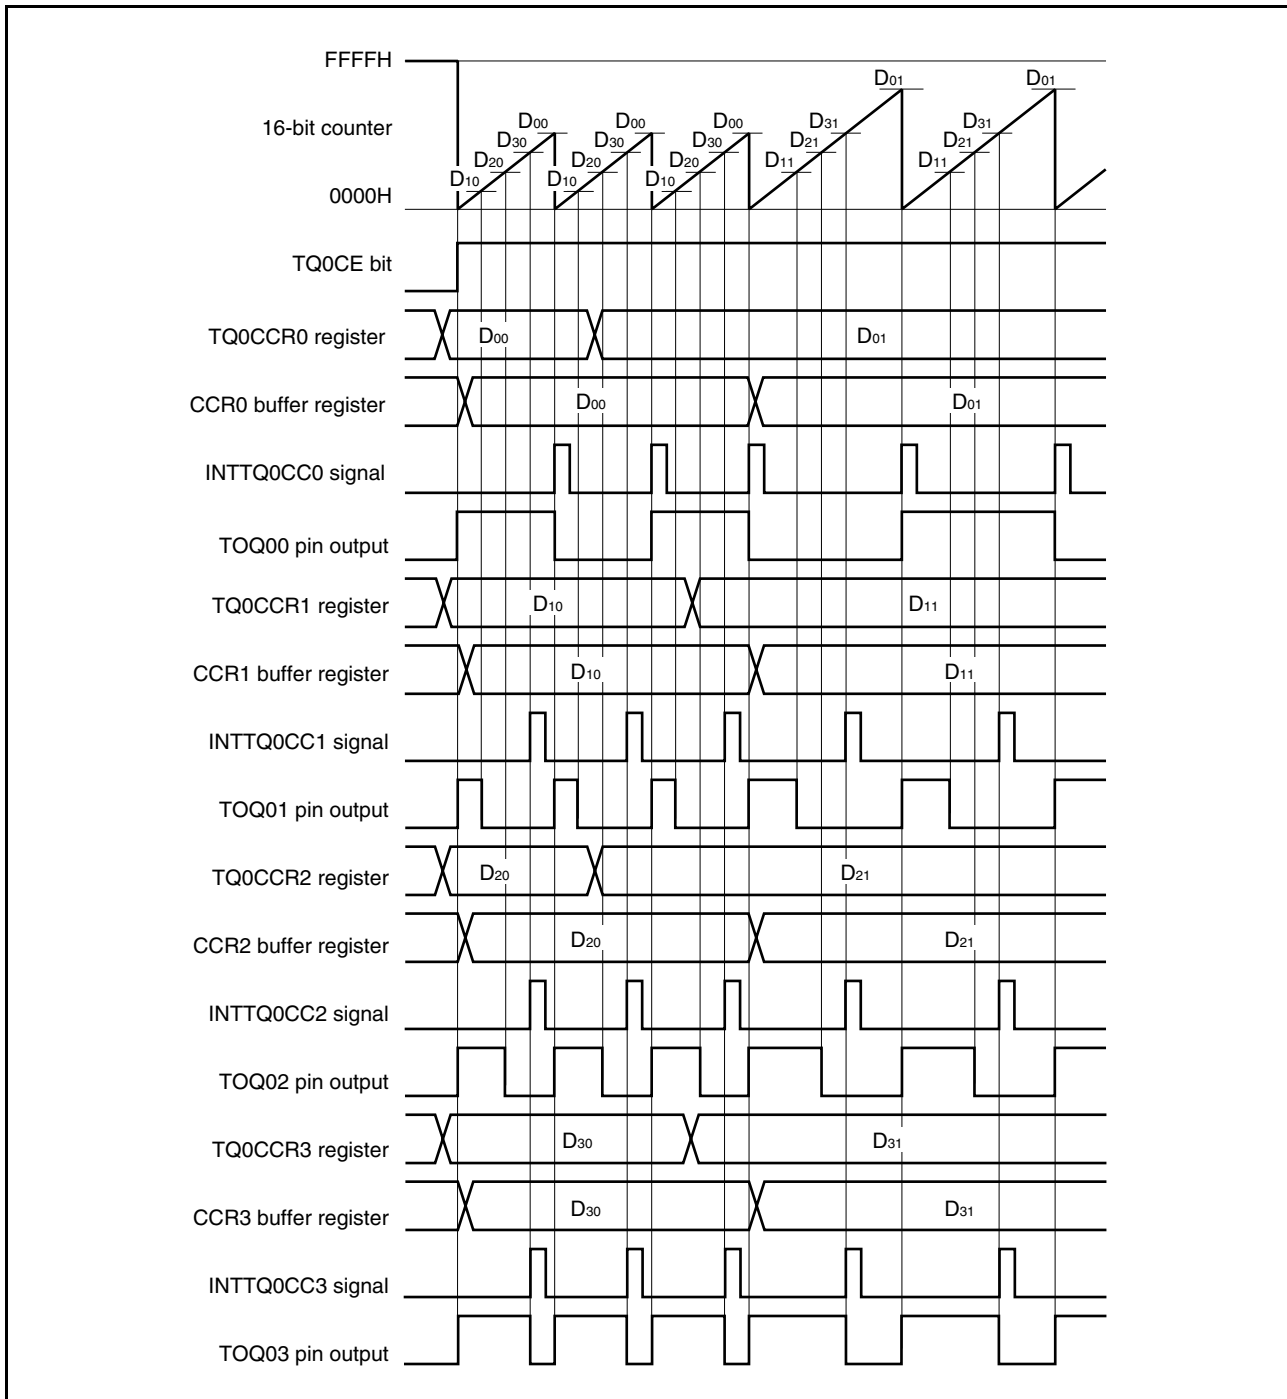 FFFFH
D01 D01
16-bit counter
D00 D00 D00 D31 D31
D30 D30 D30 D21 D21
D20 D20 D20 D11 D11
D10 D10 D10
0000H
TQ0CE bit
TQ0CCR0 register D00 D01
CCR0 buffer register D00 D01
INTTQ0CC0 signal
TOQ00 pin output
TQ0CCR1 register D10 D11
CCR1 buffer register D10 D11
INTTQ0CC1 signal
TOQ01 pin output
TQ0CCR2 register D20 D21
CCR2 buffer register D20 D21
INTTQ0CC2 signal
TOQ02 pin output
TQ0CCR3 register D30 D31
CCR3 buffer register D30 D31
INTTQ0CC3 signal
TOQ03 pin output